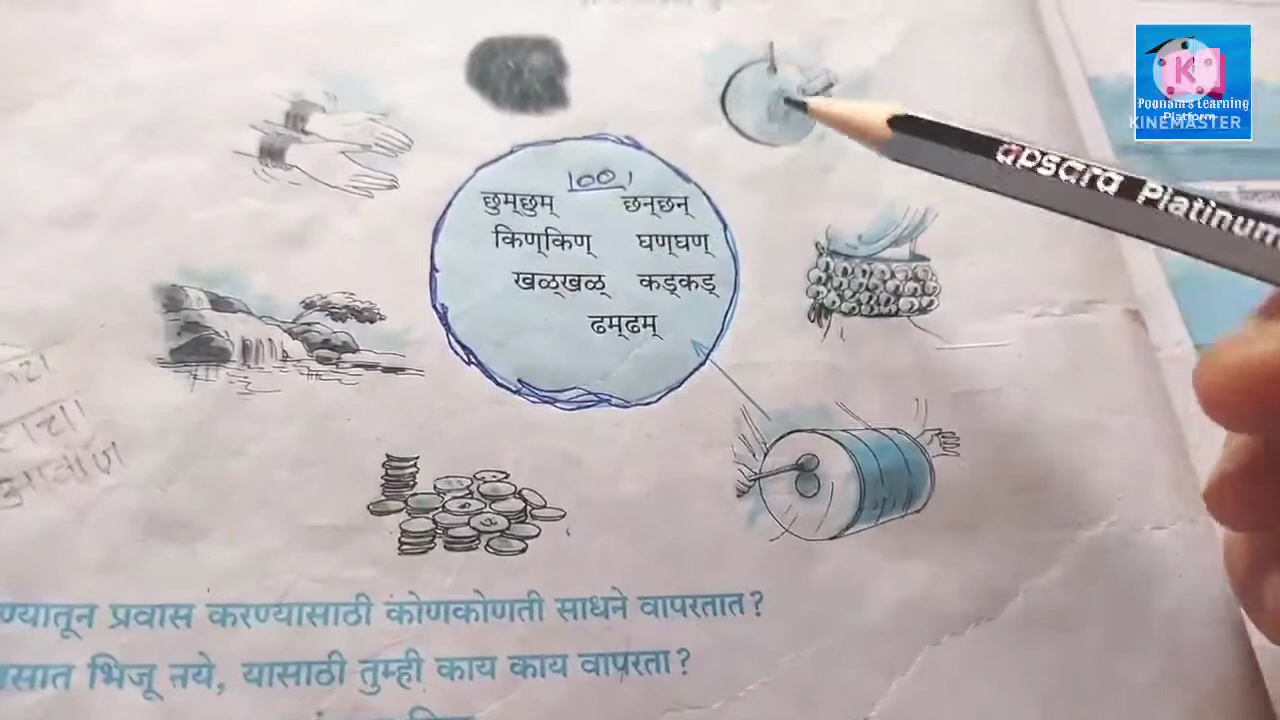 Poonam's Learning
Platform
KINEMASTER
apsara Platinum
100
छुम्छुम् छन्छन्
किण्किण् घण्घण्
खळ्खळ् कड्कड्
ढम्ढम्
ण्यातून प्रवास करण्यासाठी कोणकोणती साधने वापरतात?
सात भिजू नये, यासाठी तुम्ही काय काय वापरता?